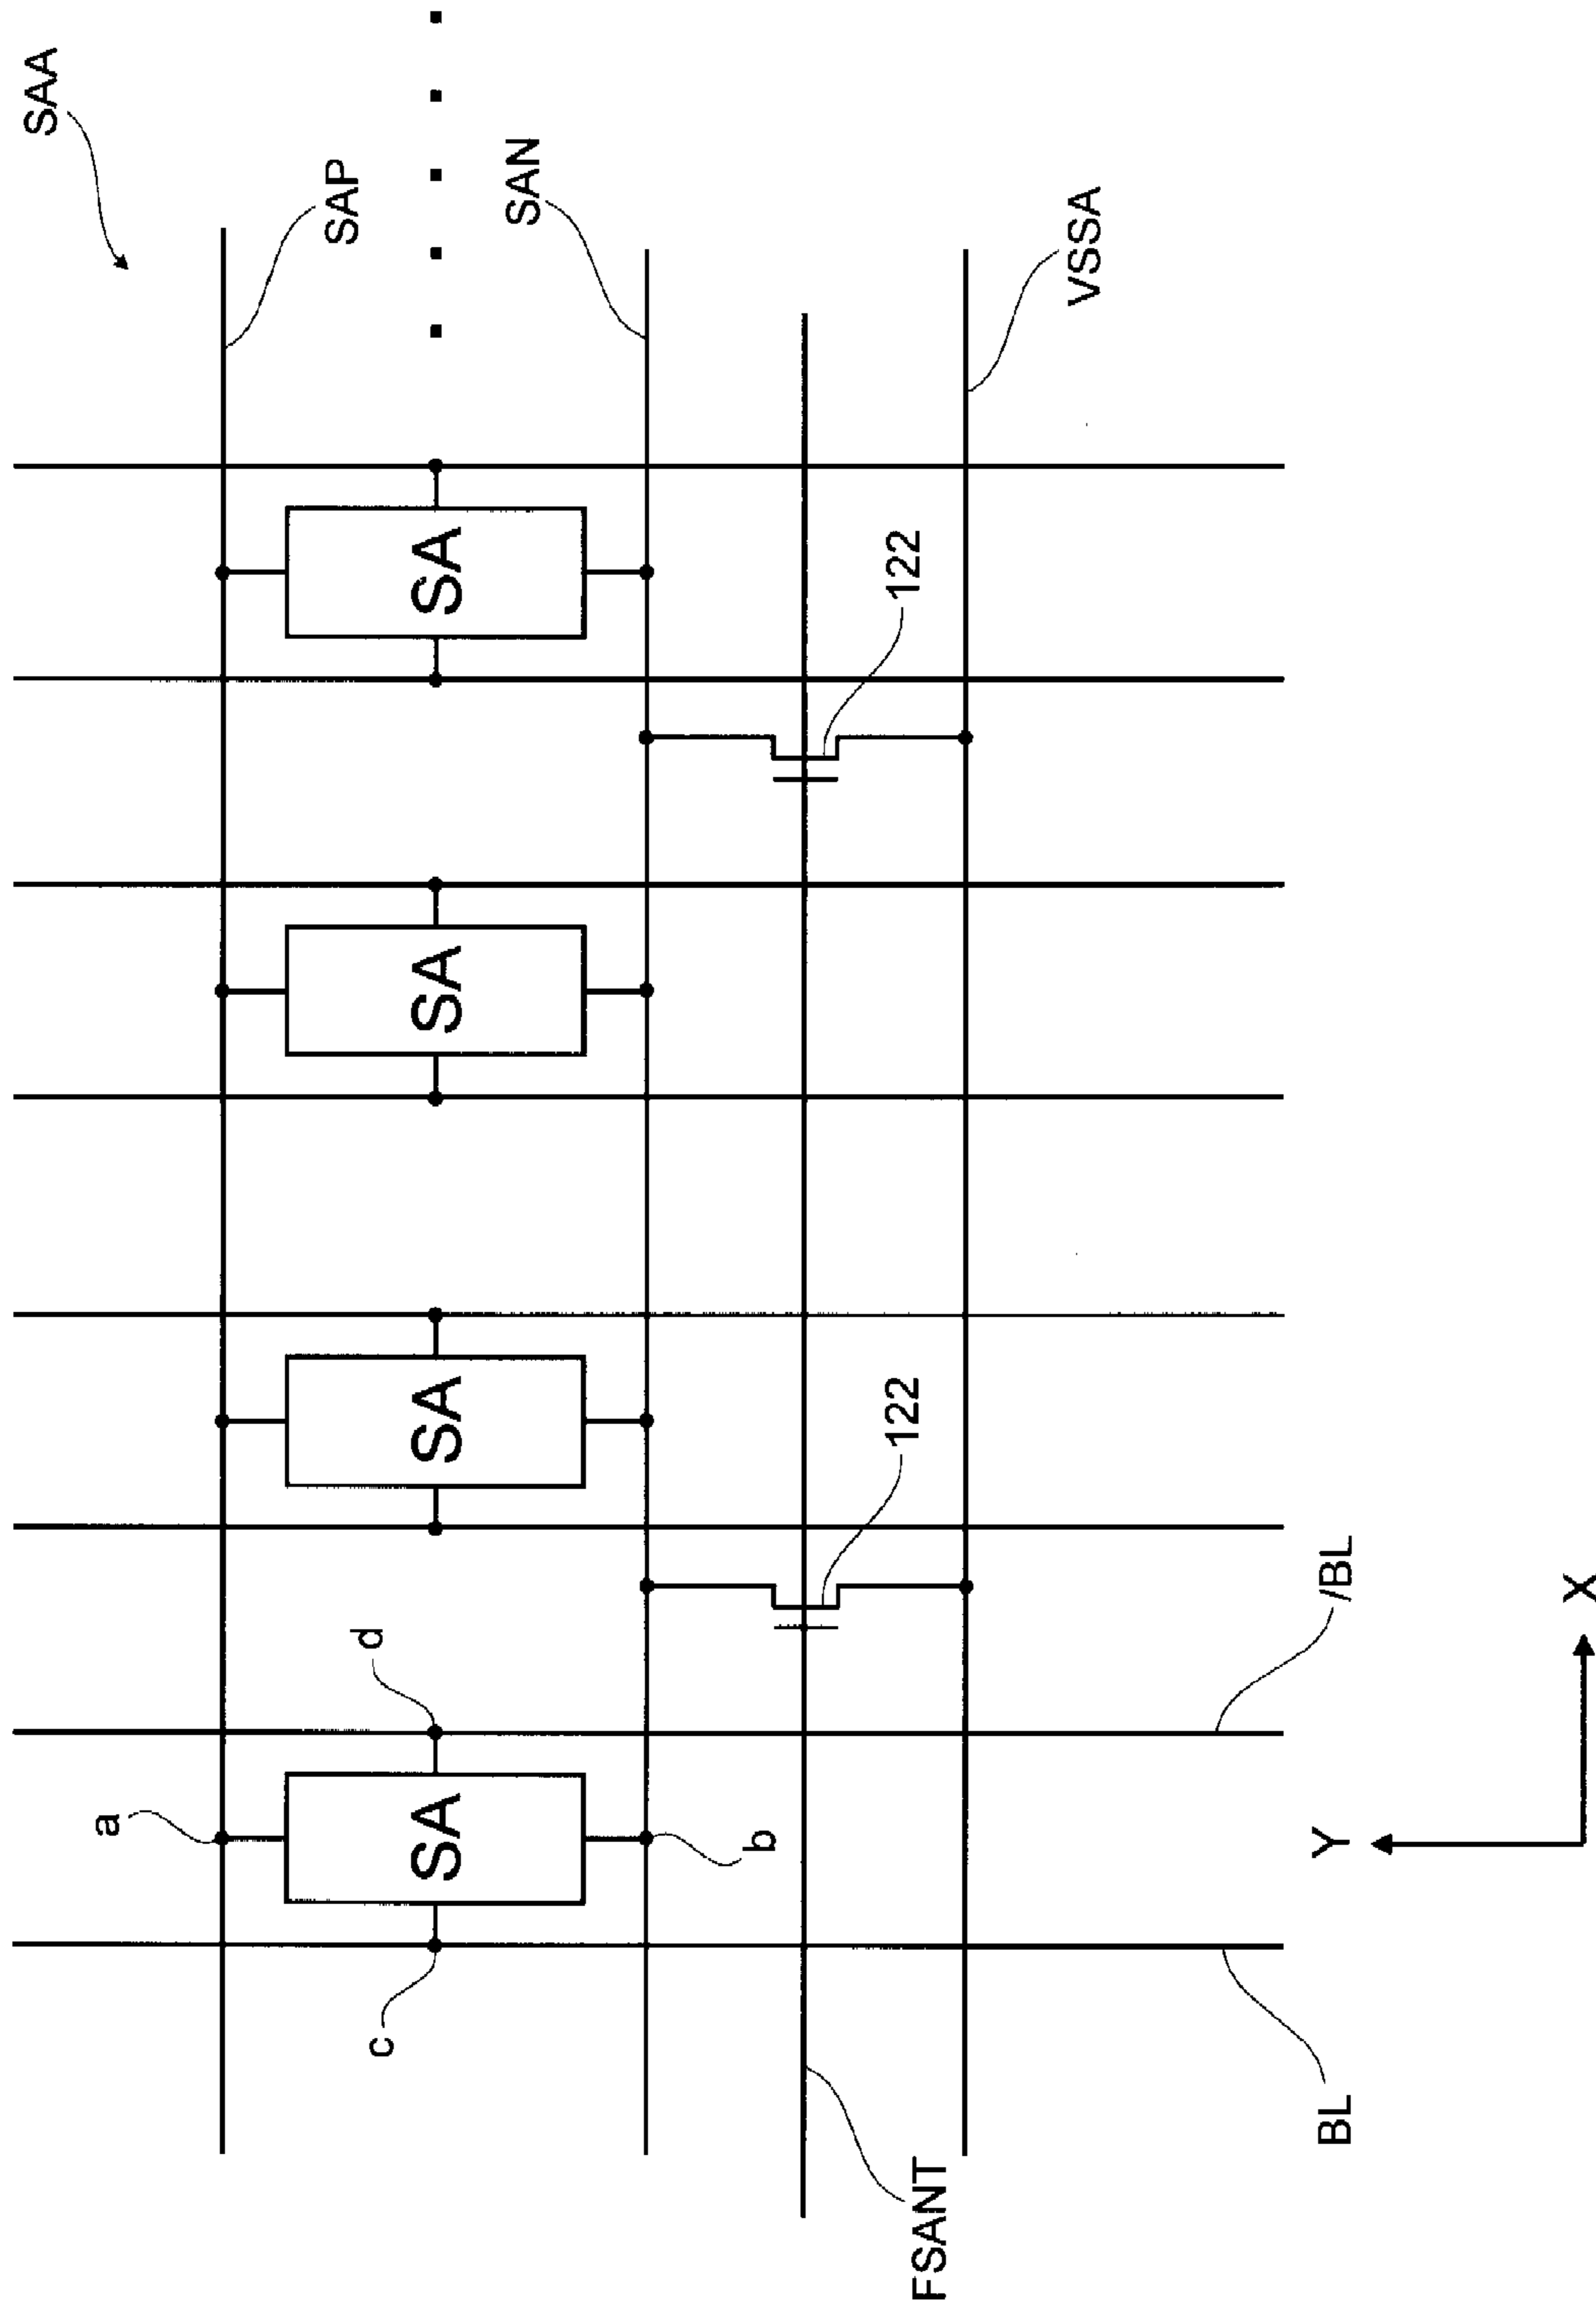 SAA
a
SAP
d
c
SA SA SA SA
SAN
b
122 122
FSANT
VSSA
BL
/BL
Y
X